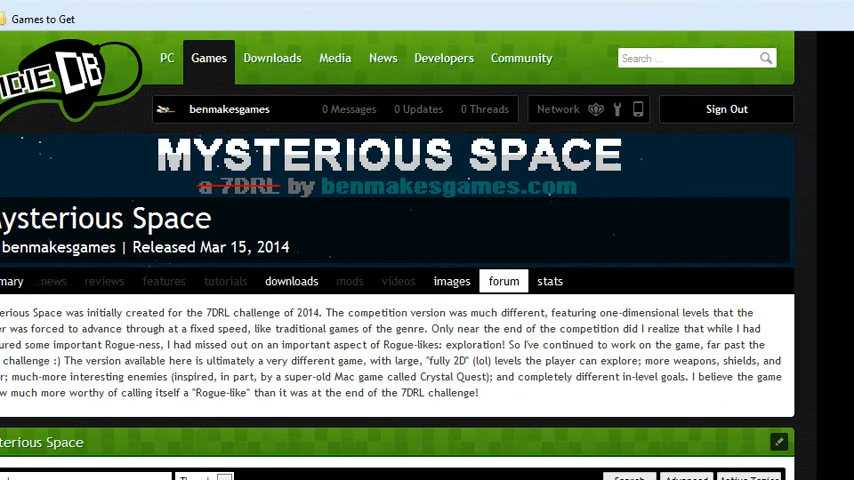 Games to Get
PC Games Downloads Media News Developers Community Search ...
DB
benmakesgames 0 Messages 0 Updates 0 Threads Network Sign Out
MYSTERIOUS SPACE
a 7DRL by benmakesgames.com
ysterious Space
benmakesgames | Released Mar 15, 2014
mary news reviews features tutorials downloads mods videos images forum stats
erious Space was initially created for the 7DRL challenge of 2014. The competition version was much different, featuring one-dimensional levels that the
er was forced to advance through at a fixed speed, like traditional games of the genre. Only near the end of the competition did I realize that while I had
ured some important Rogue-ness, I had missed out on an important aspect of Rogue-likes: exploration! So I've continued to work on the game, far past the
challenge :) The version available here is ultimately a very different game, with large, "fully 2D" (lol) levels the player can explore; more weapons, shields, and
r; much-more interesting enemies (inspired, in part, by a super-old Mac game called Crystal Quest); and completely different in-level goals. I believe the game
w much more worthy of calling itself a "Rogue-like" than it was at the end of the 7DRL challenge!
terious Space
Search Advanced Active Topics